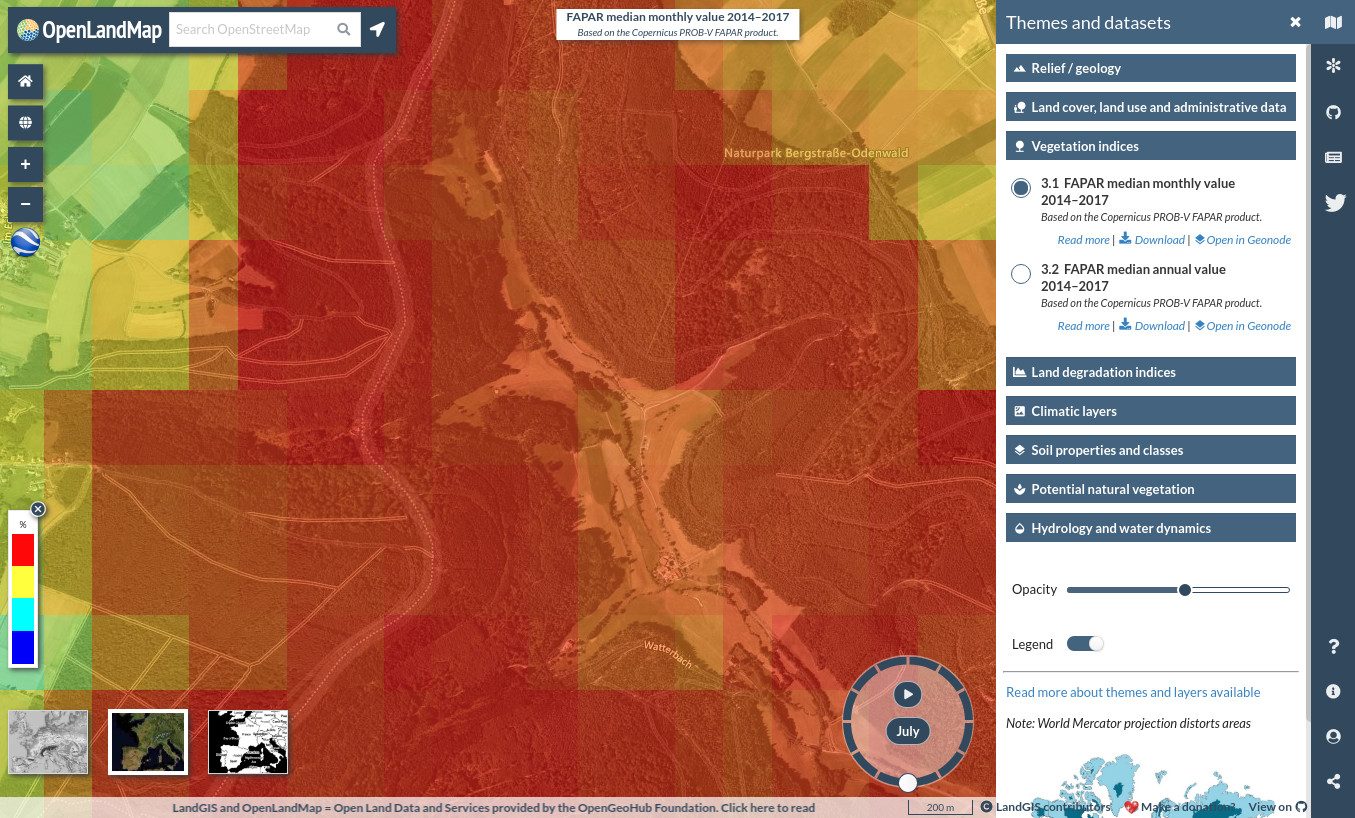 OpenLandMap
Search OpenStreetMap
FAPAR median monthly value 2014–2017
Based on the Copernicus PROB-V FAPAR product.
Themes and datasets
Relief / geology
Land cover, land use and administrative data
Vegetation indices
3.1 FAPAR median monthly value
2014–2017
Based on the Copernicus PROB-V FAPAR product.
Read more | Download | Open in Geonode
3.2 FAPAR median annual value
2014–2017
Based on the Copernicus PROB-V FAPAR product.
Read more | Download | Open in Geonode
Land degradation indices
Climatic layers
Soil properties and classes
Potential natural vegetation
Hydrology and water dynamics
Opacity
Legend
Read more about themes and layers available
Note: World Mercator projection distorts areas
Naturpark Bergstraße-Odenwald
Watterbach
+
−
%
July
LandGIS and OpenLandMap = Open Land Data and Services provided by the OpenGeoHub Foundation. Click here to read
200 m
LandGIS contributors
Make a donation?
View on